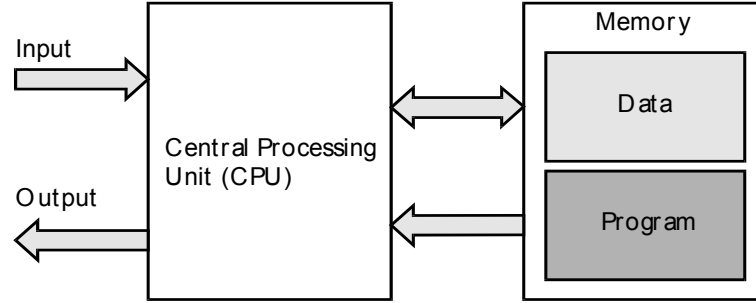 Input
Output
Central Processing
Unit (CPU)
Memory
Data
Program